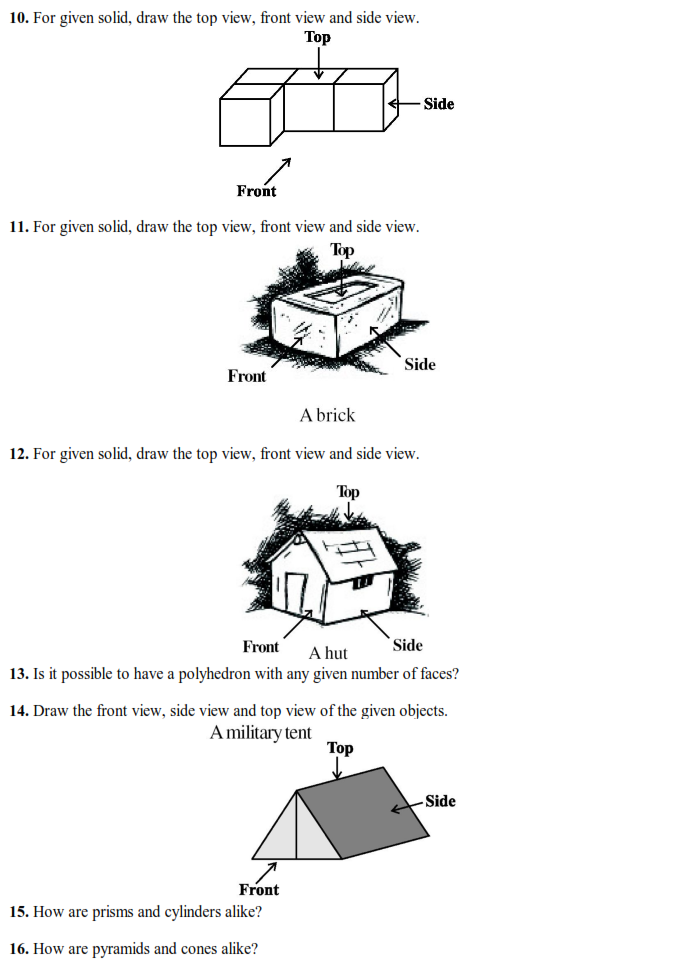 10. For given solid, draw the top view, front view and side view.
Top
Side
Front
11. For given solid, draw the top view, front view and side view.
Top
Side
Front
A brick
12. For given solid, draw the top view, front view and side view.
Top
Front
A hut
Side
13. Is it possible to have a polyhedron with any given number of faces?
14. Draw the front view, side view and top view of the given objects.
A military tent
Top
Side
Front
15. How are prisms and cylinders alike?
16. How are pyramids and cones alike?